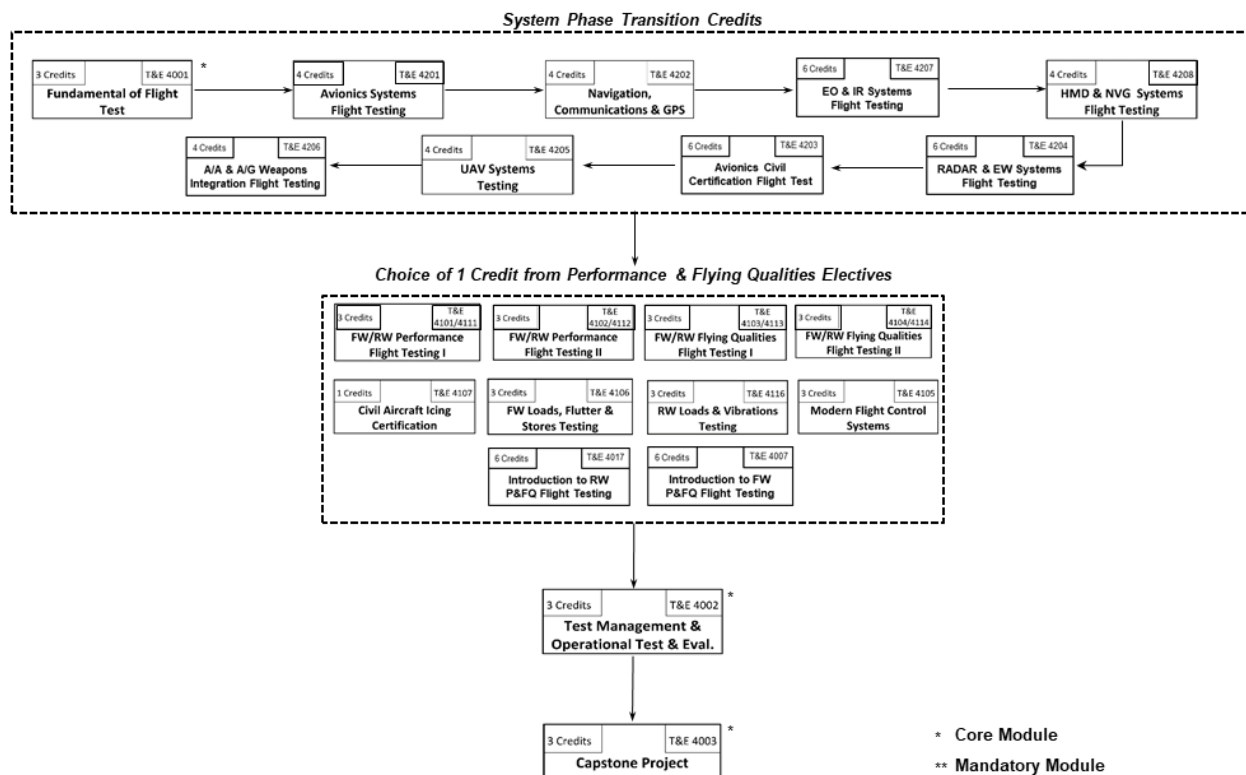 System Phase Transition Credits
3 Credits T&E 4001 *
Fundamental of Flight
Test
4 Credits T&E 4201
Avionics Systems
Flight Testing
4 Credits T&E 4202
Navigation,
Communications & GPS
6 Credits T&E 4207
EO & IR Systems
Flight Testing
4 Credits T&E 4208
HMD & NVG Systems
Flight Testing
4 Credits T&E 4206
A/A & A/G Weapons
Integration Flight Testing
4 Credits T&E 4205
UAV Systems
Testing
6 Credits T&E 4203
Avionics Civil
Certification Flight Test
6 Credits T&E 4204
RADAR & EW Systems
Flight Testing
Choice of 1 Credit from Performance & Flying Qualities Electives
3 Credits T&E
4101/4111
FW/RW Performance
Flight Testing I
3 Credits T&E
4102/4112
FW/RW Performance
Flight Testing II
3 Credits T&E
4103/4113
FW/RW Flying Qualities
Flight Testing I
3 Credits T&E
4104/4114
FW/RW Flying Qualities
Flight Testing II
1 Credits T&E 4107
Civil Aircraft Icing
Certification
3 Credits T&E 4106
FW Loads, Flutter &
Stores Testing
3 Credits T&E 4116
RW Loads & Vibrations
Testing
3 Credits T&E 4105
Modern Flight Control
Systems
6 Credits T&E 4017
Introduction to RW
P&FQ Flight Testing
6 Credits T&E 4007
Introduction to FW
P&FQ Flight Testing
3 Credits T&E 4002 *
Test Management &
Operational Test & Eval.
3 Credits T&E 4003 *
Capstone Project
* Core Module
** Mandatory Module